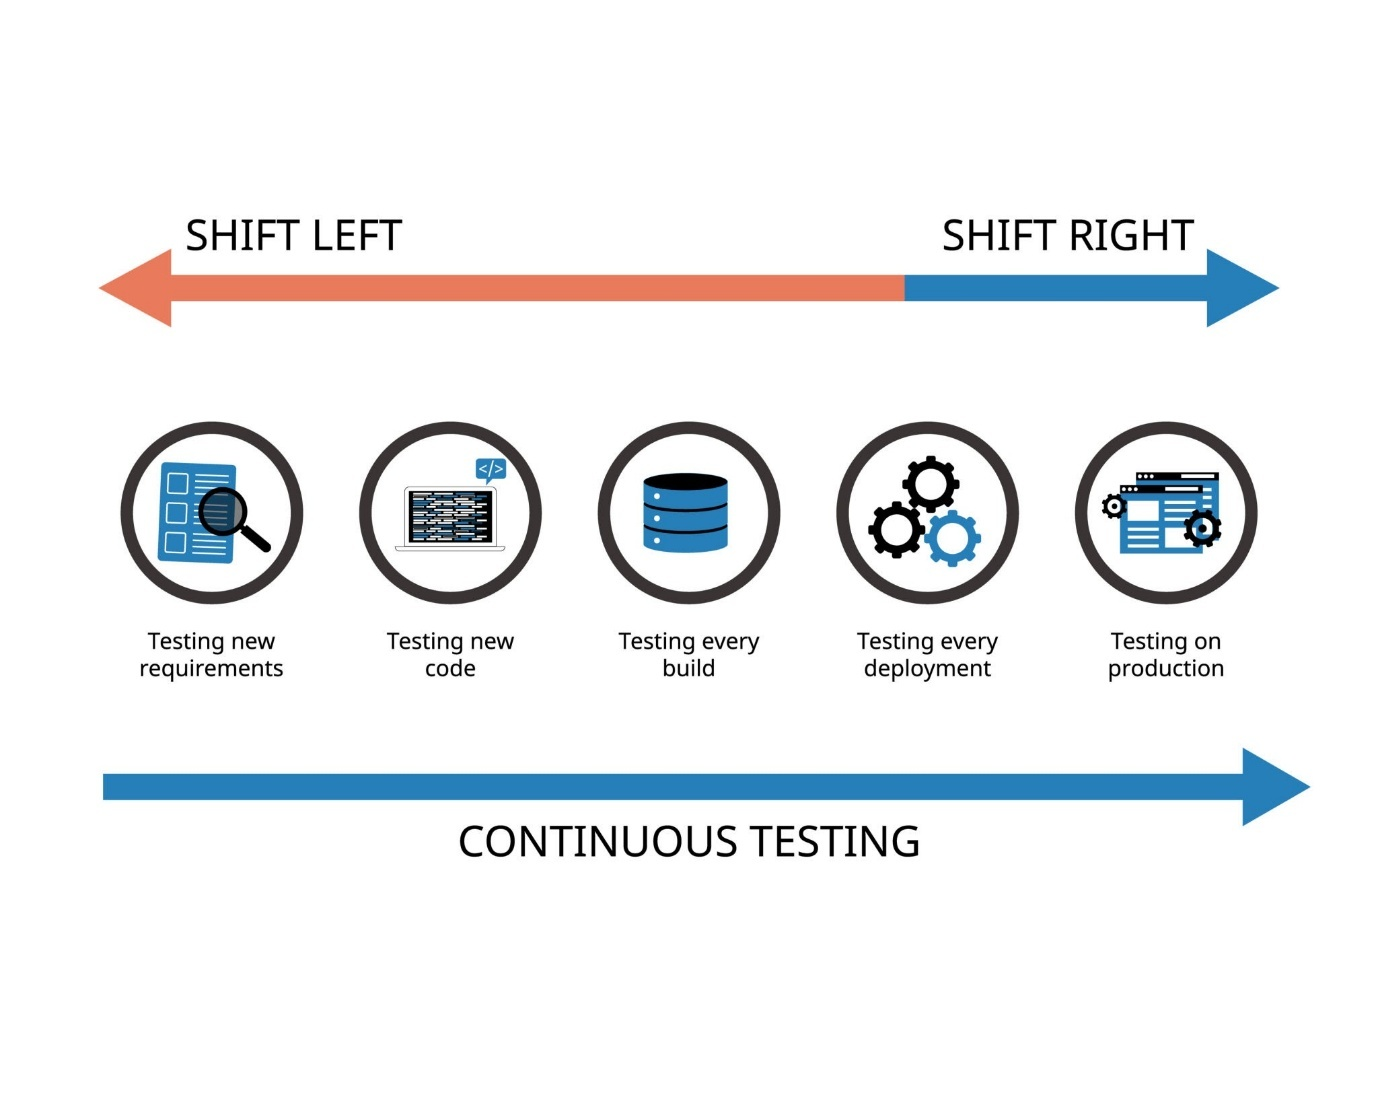 SHIFT LEFT
SHIFT RIGHT
</>
Testing new
requirements
Testing new
code
Testing every
build
Testing every
deployment
Testing on
production
CONTINUOUS TESTING